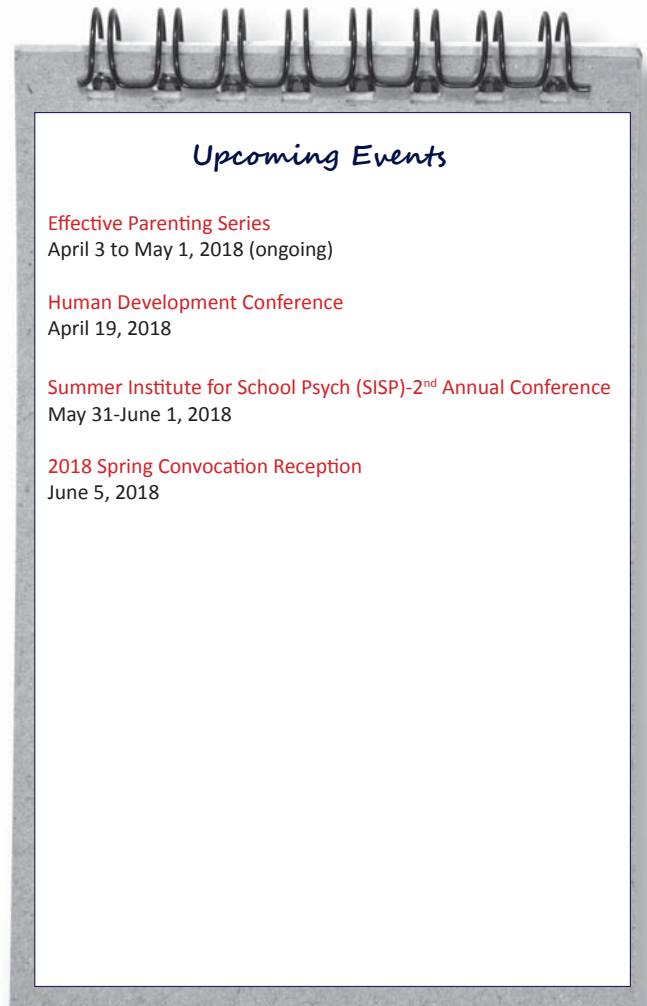 Upcoming Events
Effective Parenting Series
April 3 to May 1, 2018 (ongoing)
Human Development Conference
April 19, 2018
Summer Institute for School Psych (SISP)-2nd Annual Conference
May 31-June 1, 2018
2018 Spring Convocation Reception
June 5, 2018